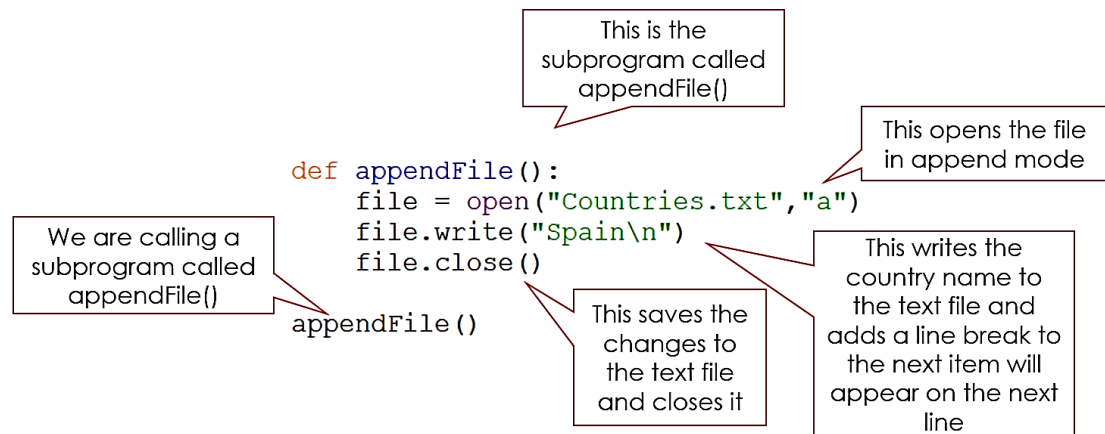 This is the
subprogram called
appendFile()
This opens the file
in append mode
def appendFile():
    file = open("Countries.txt","a")
    file.write("Spain\n")
    file.close()

appendFile()
We are calling a
subprogram called
appendFile()
This saves the
changes to
the text file
and closes it
This writes the
country name to
the text file and
adds a line break to
the next item will
appear on the next
line